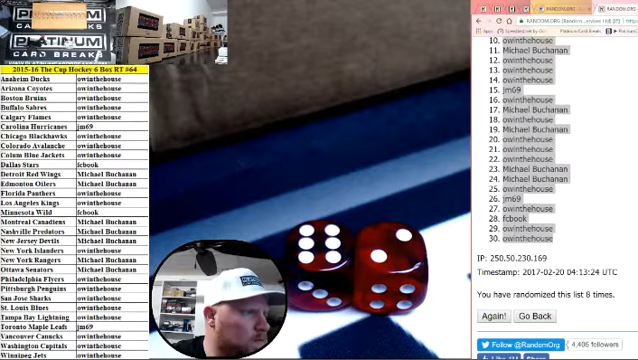 PLATINUM
CARD BREAKS
2015-16 The Cup Hockey 6 Box RT #64
Anaheim Ducks owinthehouse
Arizona Coyotes owinthehouse
Boston Bruins owinthehouse
Buffalo Sabres owinthehouse
Calgary Flames owinthehouse
Carolina Hurricanes jm69
Chicago Blackhawks owinthehouse
Colorado Avalanche owinthehouse
Colum Blue Jackets owinthehouse
Dallas Stars fcbook
Detroit Red Wings Michael Buchanan
Edmonton Oilers Michael Buchanan
Florida Panthers owinthehouse
Los Angeles Kings owinthehouse
Minnesota Wild fcbook
Montreal Canadiens Michael Buchanan
Nashville Predators Michael Buchanan
New Jersey Devils Michael Buchanan
New York Islanders owinthehouse
New York Rangers Michael Buchanan
Ottawa Senators Michael Buchanan
Philadelphia Flyers owinthehouse
Pittsburgh Penguins owinthehouse
San Jose Sharks owinthehouse
St. Louis Blues owinthehouse
Tampa Bay Lightning owinthehouse
Toronto Maple Leafs jm69
Vancouver Canucks owinthehouse
Washington Capitals owinthehouse
Winnipeg Jets owinthehouse
10. owinthehouse
11. Michael Buchanan
12. owinthehouse
13. owinthehouse
14. owinthehouse
15. jm69
16. owinthehouse
17. Michael Buchanan
18. owinthehouse
19. Michael Buchanan
20. owinthehouse
21. owinthehouse
22. owinthehouse
23. Michael Buchanan
24. Michael Buchanan
25. owinthehouse
26. jm69
27. owinthehouse
28. fcbook
29. owinthehouse
30. owinthehouse
IP: 250.50.230.169
Timestamp: 2017-02-20 04:13:24 UTC
You have randomized this list 8 times.
Again!
Go Back
Follow @RandomOrg
followers
Share